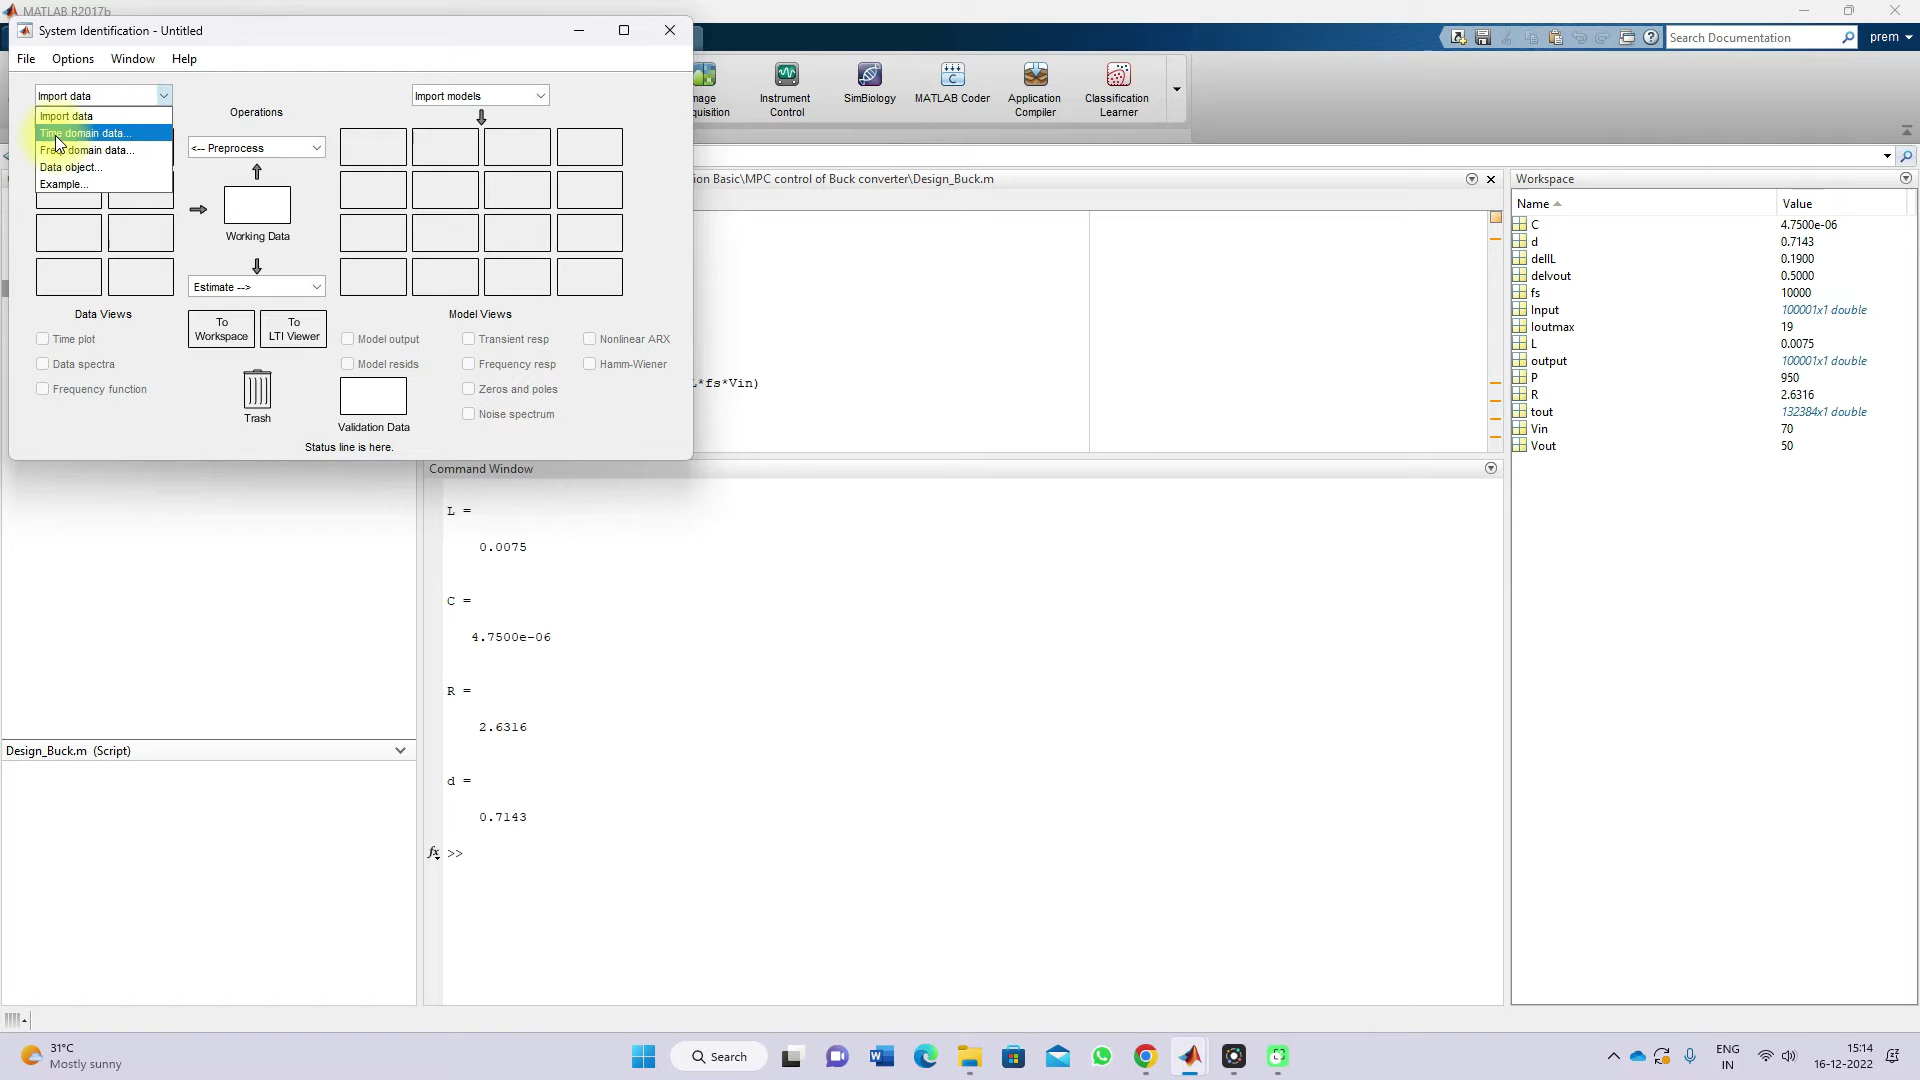 MATLAB R2017b
System Identification - Untitled
File Options Window Help
Import data
Import data
Time domain data...
Freq domain data...
Data object...
Example...
Operations
<-- Preprocess
Working Data
Estimate -->
Import models
Data Views
Time plot
Data spectra
Frequency function
To Workspace
To LTI Viewer
Trash
Model Views
Model output
Model resids
Transient resp
Frequency resp
Zeros and poles
Noise spectrum
Nonlinear ARX
Hamm-Wiener
Validation Data
Status line is here.
Search Documentation
prem
Instrument Control
SimBiology
MATLAB Coder
Application Compiler
Classification Learner
ion Basic\MPC control of Buck converter\Design_Buck.m
L*fs*Vin)
Command Window
L =
0.0075
C =
4.7500e-06
R =
2.6316
d =
0.7143
fx >>
Design_Buck.m (Script)
Workspace
Name Value
C 4.7500e-06
d 0.7143
dellL 0.1900
delvout 0.5000
fs 10000
Input 100001x1 double
Ioutmax 19
L 0.0075
output 100001x1 double
P 950
R 2.6316
tout 132384x1 double
Vin 70
Vout 50
31°C
Mostly sunny
Search
ENG
IN
15:14
16-12-2022